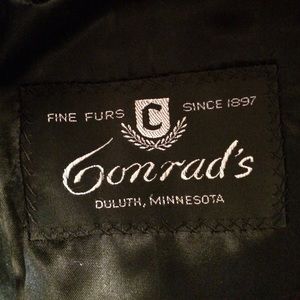 FINE FURS C SINCE 1897
Conrad's
DULUTH, MINNESOTA